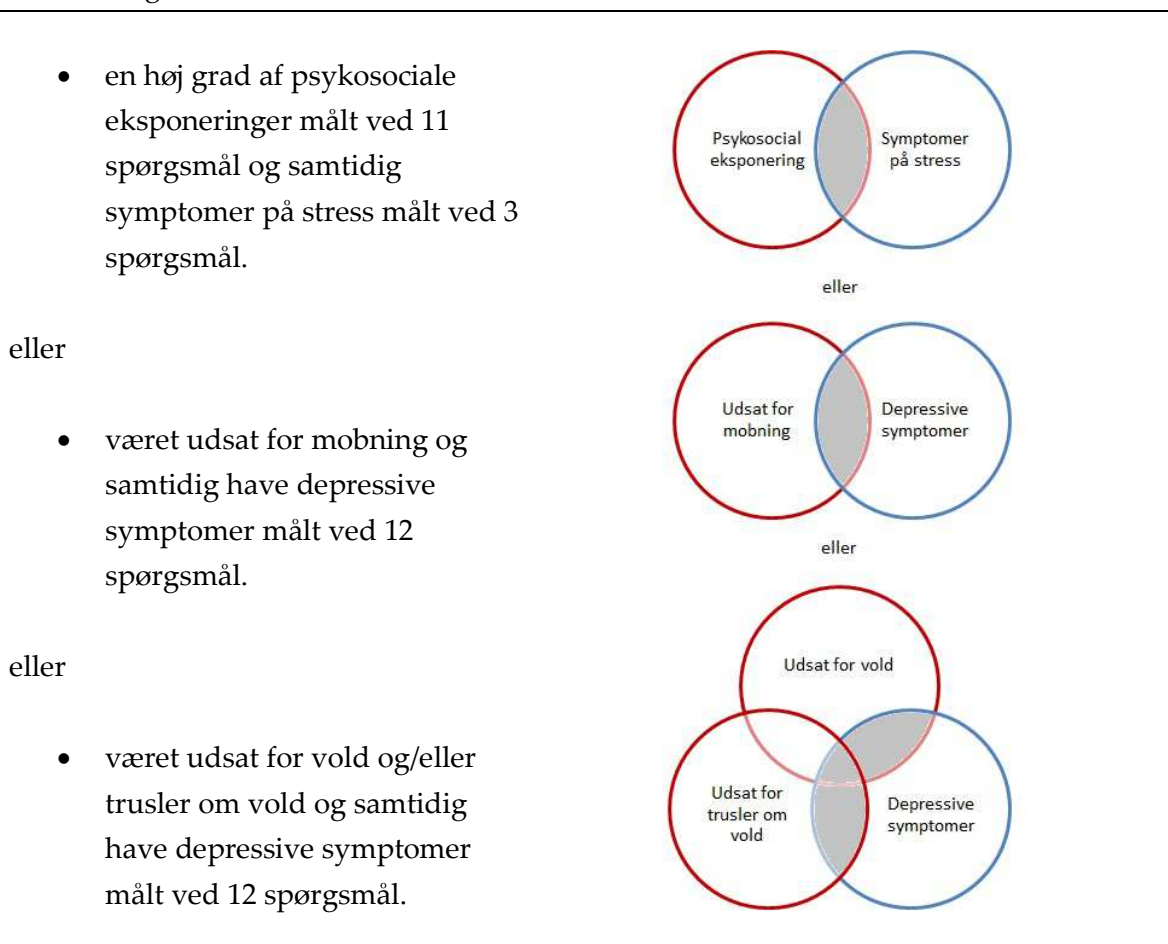 • en høj grad af psykosociale
eksponeringer målt ved 11
spørgsmål og samtidig
symptomer på stress målt ved 3
spørgsmål.
eller
• været udsat for mobning og
samtidig have depressive
symptomer målt ved 12
spørgsmål.
eller
• været udsat for vold og/eller
trusler om vold og samtidig
have depressive symptomer
målt ved 12 spørgsmål.
Psykosocial
eksponering
Symptomer
på stress
eller
Udsat for
mobning
Depressive
symptomer
eller
Udsat for vold
Udsat for
trusler om
vold
Depressive
symptomer